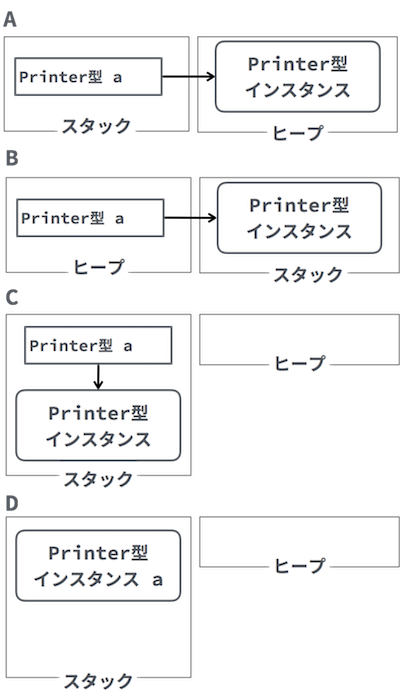 A
Printer型 a
Printer型
インスタンス
スタック
ヒープ
B
Printer型 a
Printer型
インスタンス
ヒープ
スタック
C
Printer型 a
Printer型
インスタンス
スタック
ヒープ
D
Printer型
インスタンス a
スタック
ヒープ